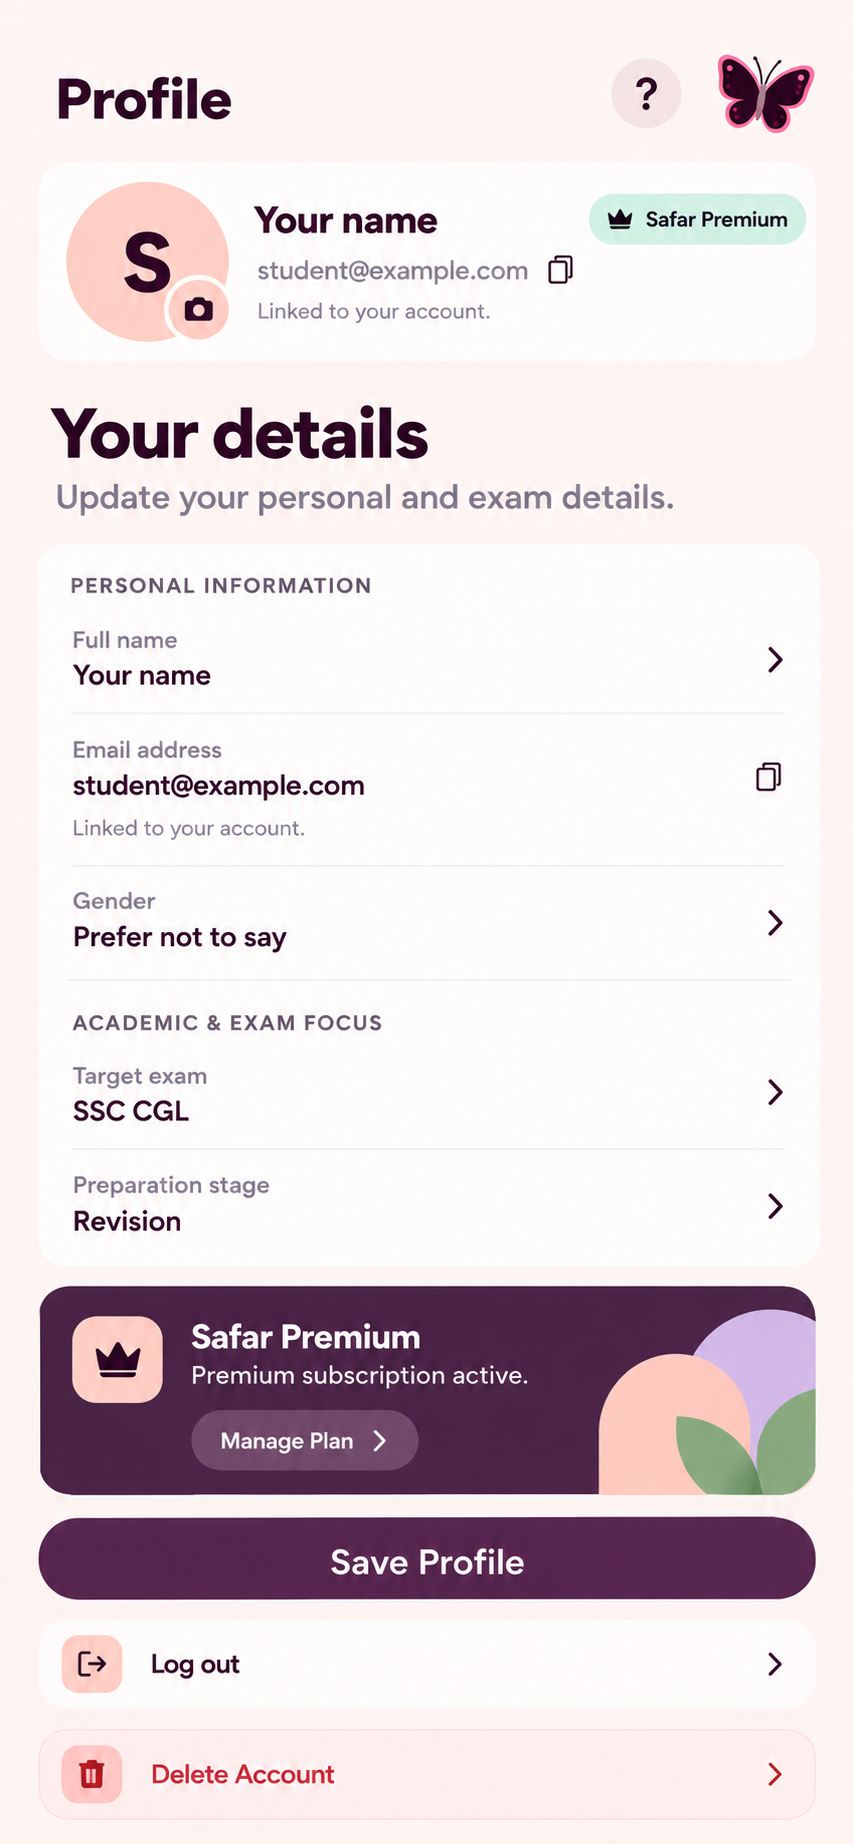 Profile
?
S
Your name
Safar Premium
student@example.com
Linked to your account.
Your details
Update your personal and exam details.
PERSONAL INFORMATION
Full name
Your name
Email address
student@example.com
Linked to your account.
Gender
Prefer not to say
ACADEMIC & EXAM FOCUS
Target exam
SSC CGL
Preparation stage
Revision
Safar Premium
Premium subscription active.
Manage Plan
Save Profile
Log out
Delete Account